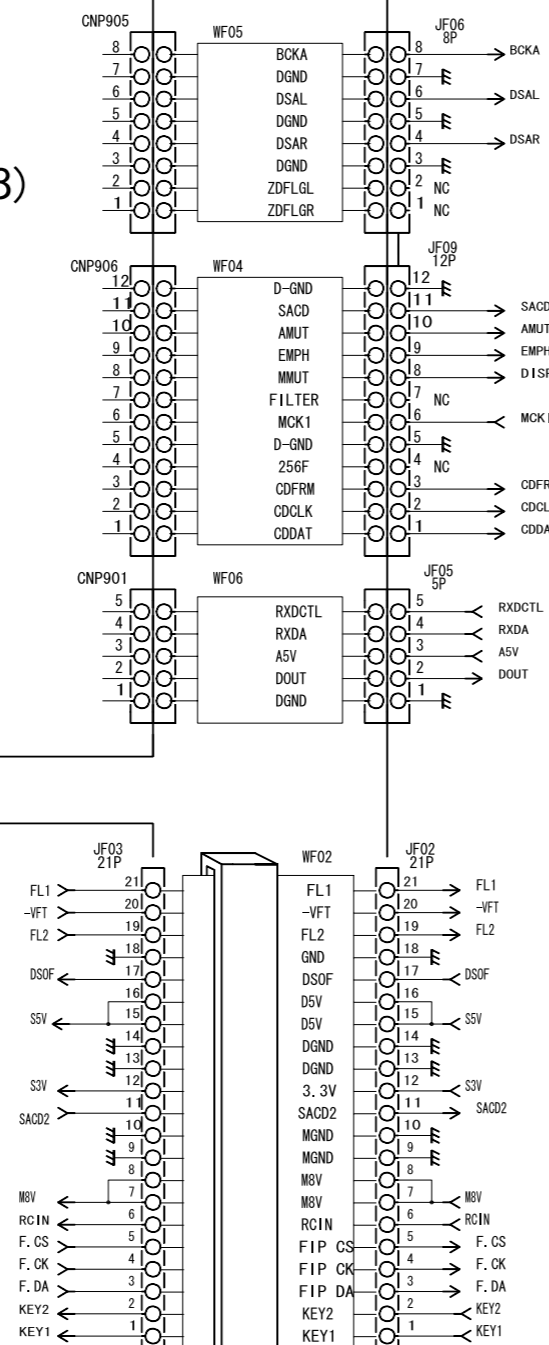 CNP905 WF05 JF06
8P
8 BCKA 8 BCKA
7 DGND 7
6 DSAL 6 DSAL
5 DGND 5
4 DSAR 4 DSAR
3 DGND 3
2 ZDFLGL 2 NC
1 ZDFLGR 1 NC
3)
CNP906 WF04 JF09
12P
12 D-GND 12
11 SACD 11 SACD
10 AMUT 10 AMUT
9 EMPH 9 EMPH
8 MMUT 8
7 FILTER 7 NC
6 MCK1 6
5 D-GND 5
4 256F 4 NC
3 CDFRM 3 CDFR
2 CDCLK 2 CDCL
1 CDDAT 1 CDDA
CNP901 WF06 JF05
5P
5 RXDCTL 5 RXDCTL
4 RXDA 4 RXDA
3 A5V 3 A5V
2 DOUT 2 DOUT
1 DGND 1
JF03 WF02 JF02
21P 21P
FL1 21 FL1 21 FL1
-VFT 20 -VFT 20 -VFT
FL2 19 FL2 19 FL2
18 GND 18
DSOF 17 DSOF 17 DSOF
16 D5V 16
S5V 15 D5V 15 S5V
14 DGND 14
13 DGND 13
S3V 12 3.3V 12 S3V
SACD2 11 SACD2 11 SACD2
10 MGND 10
9 MGND 9
8 M8V 8
M8V 7 M8V 7 M8V
RCIN 6 RCIN 6 RCIN
F.CS 5 FIP CS 5 F.CS
F.CK 4 FIP CK 4 F.CK
F.DA 3 FIP DA 3 F.DA
KEY2 2 KEY2 2 KEY2
KEY1 1 KEY1 1 KEY1